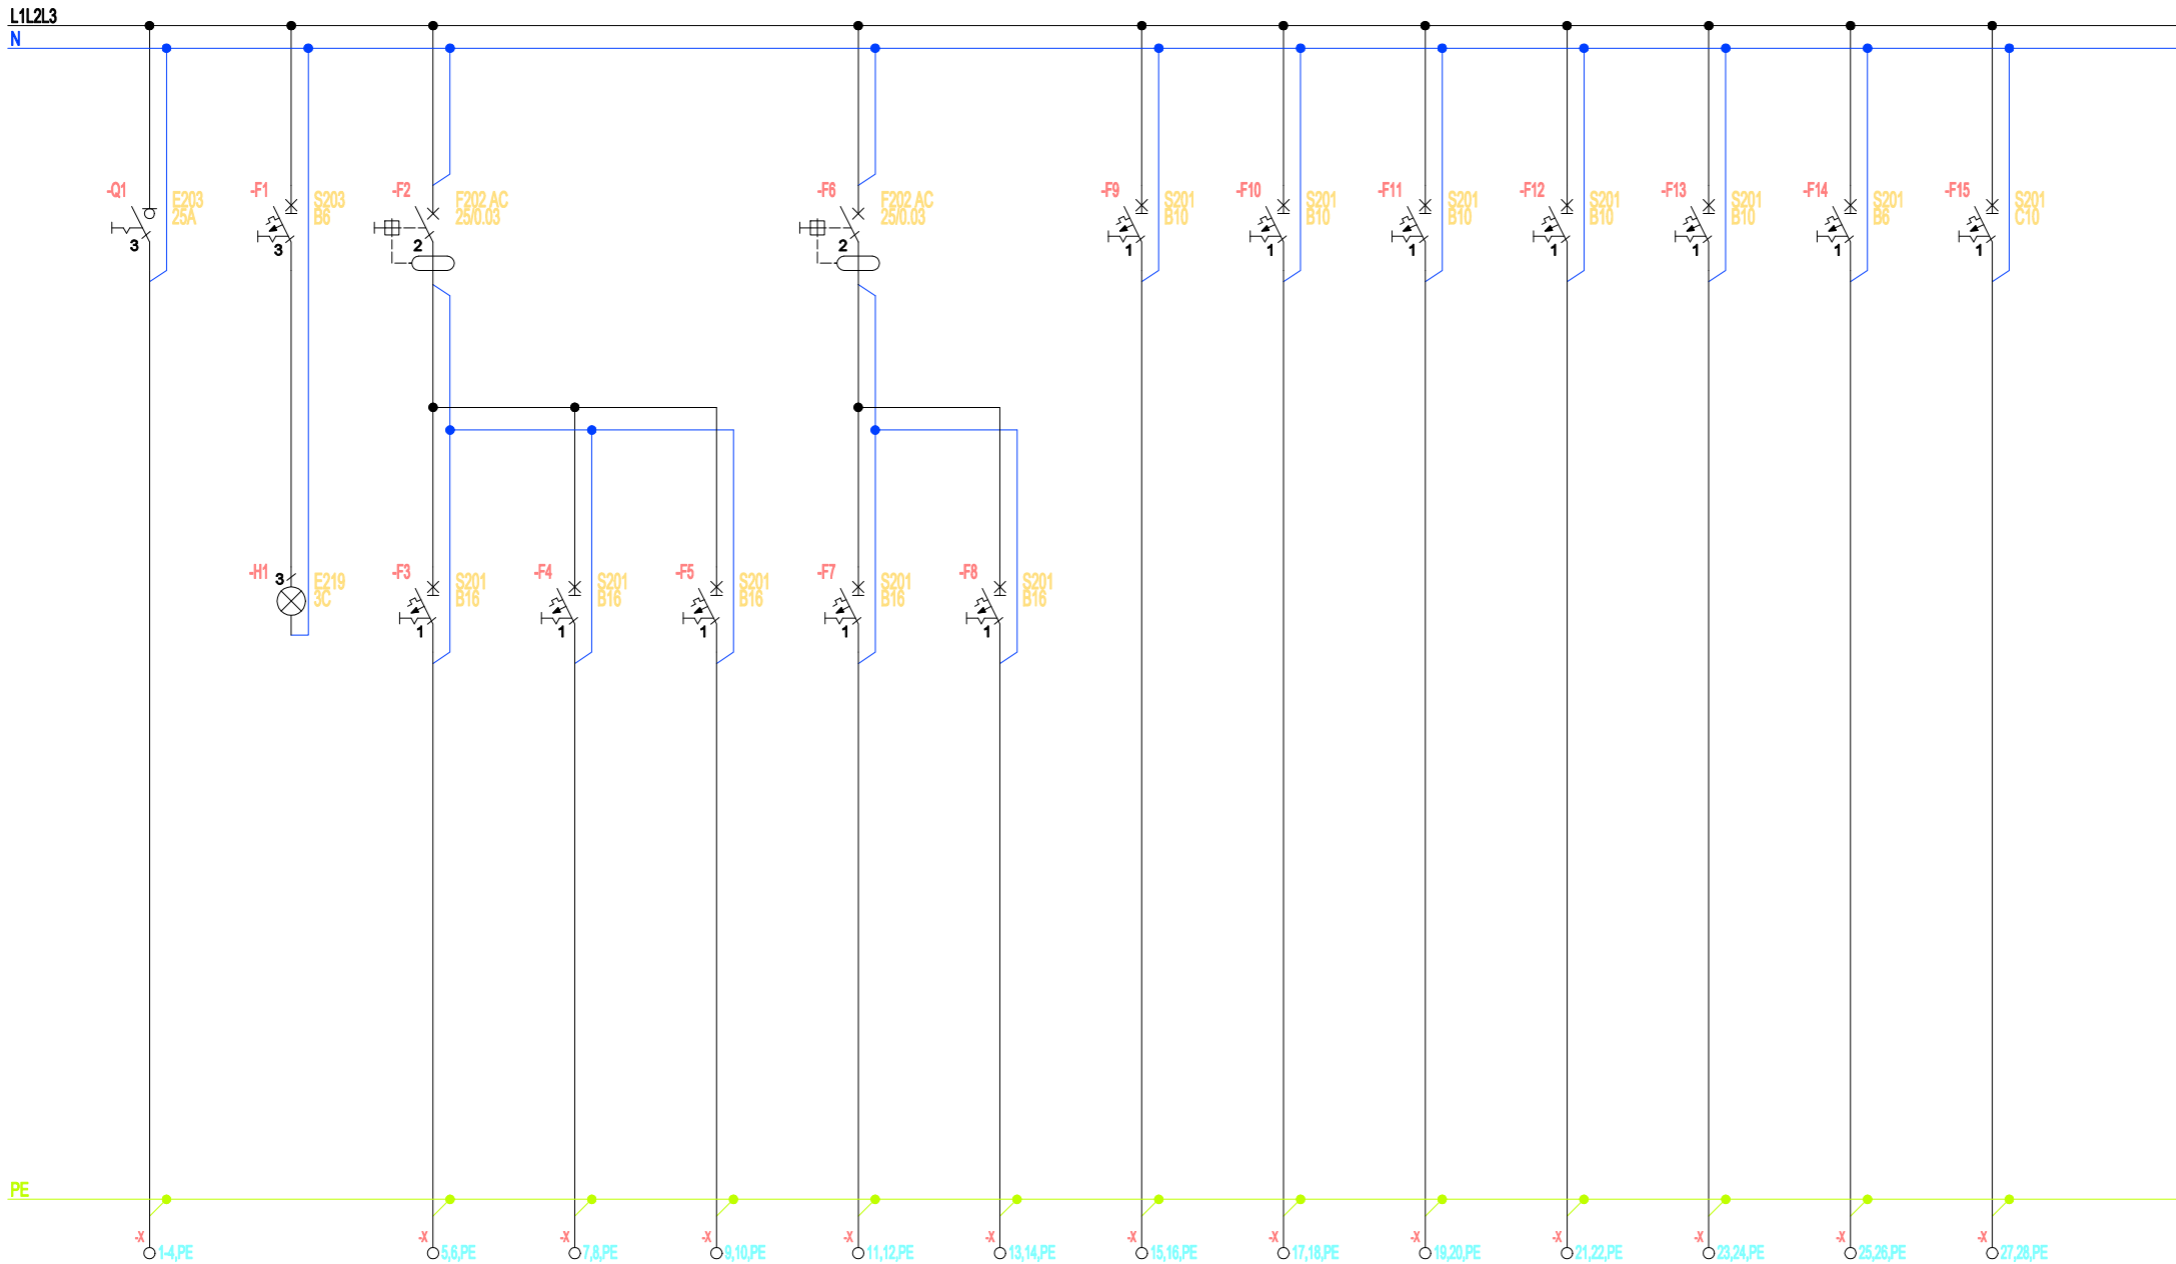 L1L2L3
N
-Q1
E203
25A
3
-F1
S203
B6
3
-F2
F202 AC
25/0.03
2
-F6
F202 AC
25/0.03
2
-F9
S201
B10
1
-F10
S201
B10
1
-F11
S201
B10
1
-F12
S201
B10
1
-F13
S201
B10
1
-F14
S201
B6
1
-F15
S201
C10
1
-H1
3
E219
3C
-F3
S201
B16
1
-F4
S201
B16
1
-F5
S201
B16
1
-F7
S201
B16
1
-F8
S201
B16
1
PE
-X
1-4,PE
-X
5,6,PE
-X
7,8,PE
-X
9,10,PE
-X
11,12,PE
-X
13,14,PE
-X
15,16,PE
-X
17,18,PE
-X
19,20,PE
-X
21,22,PE
-X
23,24,PE
-X
25,26,PE
-X
27,28,PE